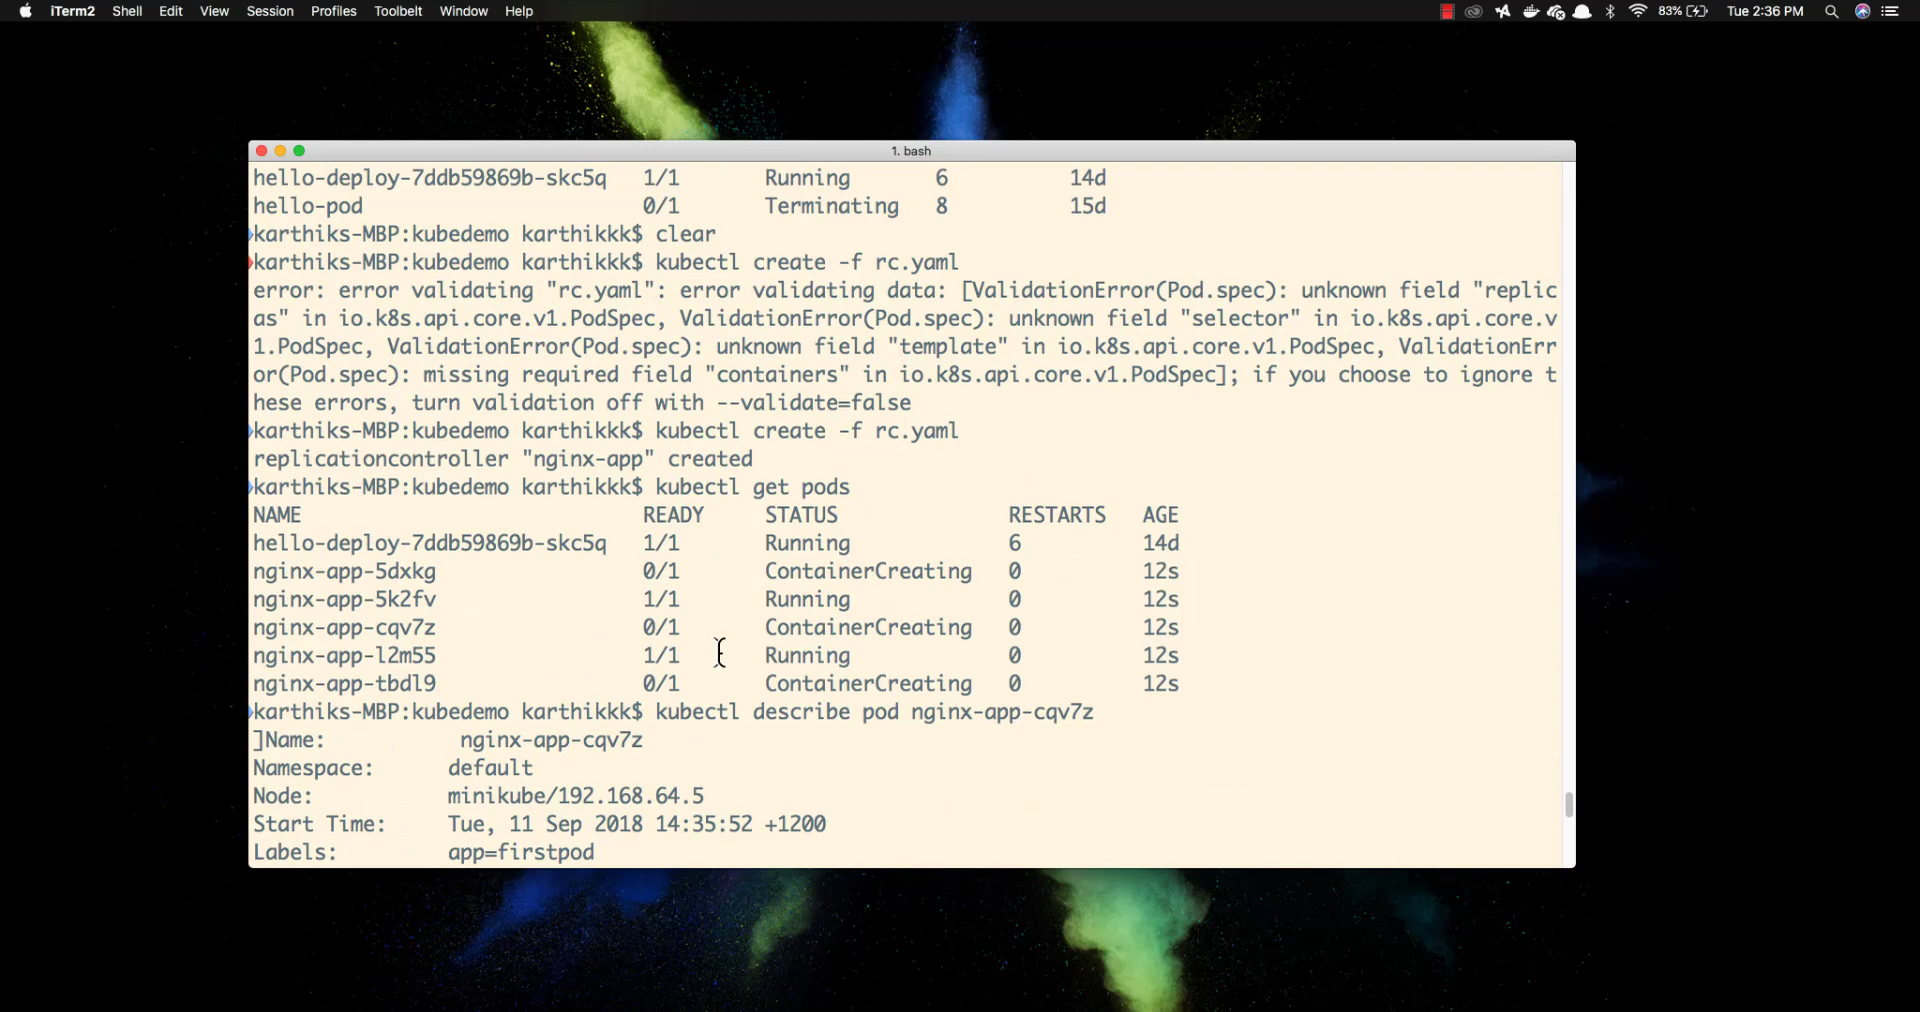 iTerm2 Shell Edit View Session Profiles Toolbelt Window Help 83% Tue 2:36 PM
1. bash
hello-deploy-7ddb59869b-skc5q 1/1 Running 6 14d
hello-pod 0/1 Terminating 8 15d
karthiks-MBP:kubedemo karthikkk$ clear
karthiks-MBP:kubedemo karthikkk$ kubectl create -f rc.yaml
error: error validating "rc.yaml": error validating data: [ValidationError(Pod.spec): unknown field "replic
as" in io.k8s.api.core.v1.PodSpec, ValidationError(Pod.spec): unknown field "selector" in io.k8s.api.core.v
1.PodSpec, ValidationError(Pod.spec): unknown field "template" in io.k8s.api.core.v1.PodSpec, ValidationErr
or(Pod.spec): missing required field "containers" in io.k8s.api.core.v1.PodSpec]; if you choose to ignore t
hese errors, turn validation off with --validate=false
karthiks-MBP:kubedemo karthikkk$ kubectl create -f rc.yaml
replicationcontroller "nginx-app" created
karthiks-MBP:kubedemo karthikkk$ kubectl get pods
NAME READY STATUS RESTARTS AGE
hello-deploy-7ddb59869b-skc5q 1/1 Running 6 14d
nginx-app-5dxkg 0/1 ContainerCreating 0 12s
nginx-app-5k2fv 1/1 Running 0 12s
nginx-app-cqv7z 0/1 ContainerCreating 0 12s
nginx-app-l2m55 1/1 Running 0 12s
nginx-app-tbdl9 0/1 ContainerCreating 0 12s
karthiks-MBP:kubedemo karthikkk$ kubectl describe pod nginx-app-cqv7z
]Name: nginx-app-cqv7z
Namespace: default
Node: minikube/192.168.64.5
Start Time: Tue, 11 Sep 2018 14:35:52 +1200
Labels: app=firstpod